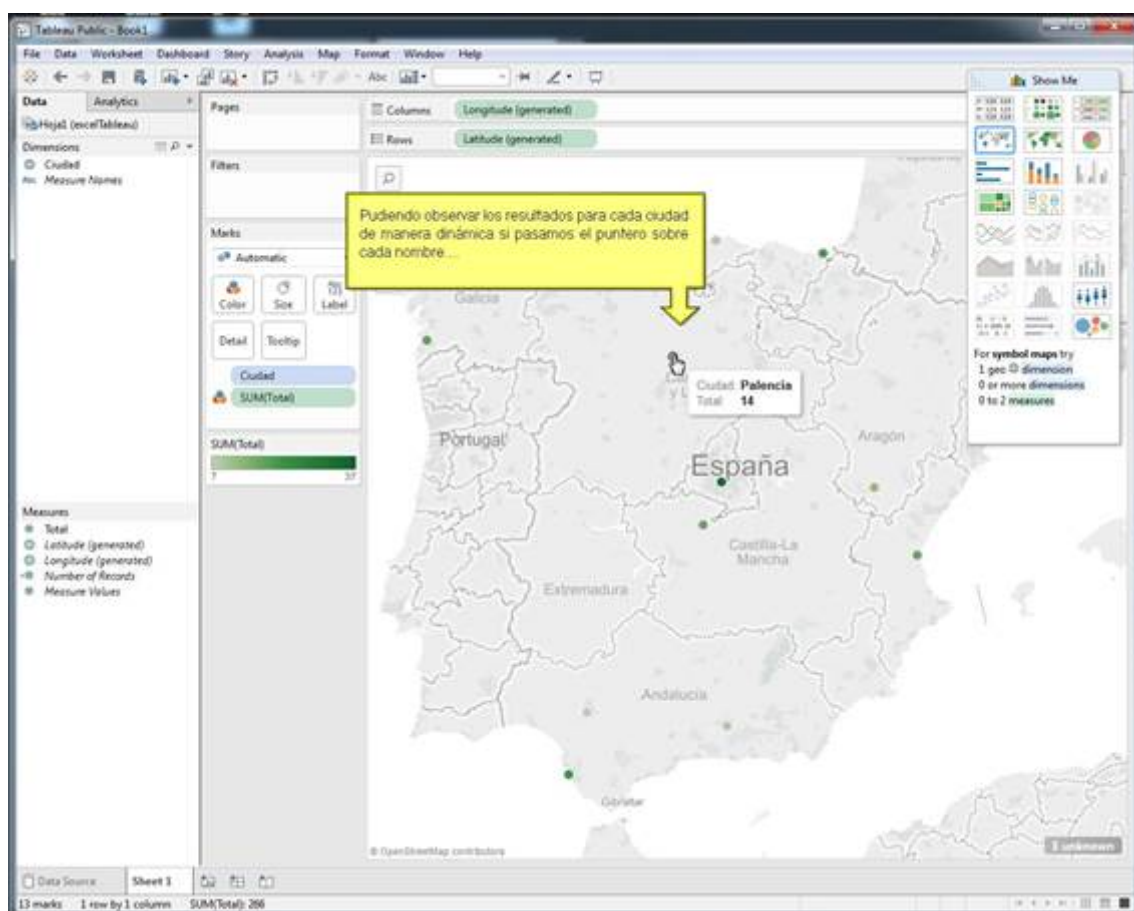 Tableau Public - Book1
File Data Worksheet Dashboard Story Analysis Map Format Window Help
Abc
Show Me
Data Analytics
Pages
Columns Longitude (generated)
Hoja1 (excelTableau)
Rows Latitude (generated)
Dimensions
Ciudad
Abc Measure Names
Filters
Pudiendo observar los resultados para cada ciudad
de manera dinámica si pasamos el puntero sobre
cada nombre...
Marks
Automatic
Color Size Label
Detail Tooltip
Ciudad
SUM(Total)
SUM(Total)
7 37
Galicia
Ciudad Palencia
Total 14
Portugal
Aragón
España
Castilla-La
Mancha
Extremadura
Andalucía
Gibraltar
© OpenStreetMap contributors
1 unknown
For symbol maps try
1 geo dimension
0 or more dimensions
0 to 2 measures
Measures
Total
Latitude (generated)
Longitude (generated)
Number of Records
Measure Values
Data Source Sheet 1
13 marks 1 row by 1 column SUM(Total): 266